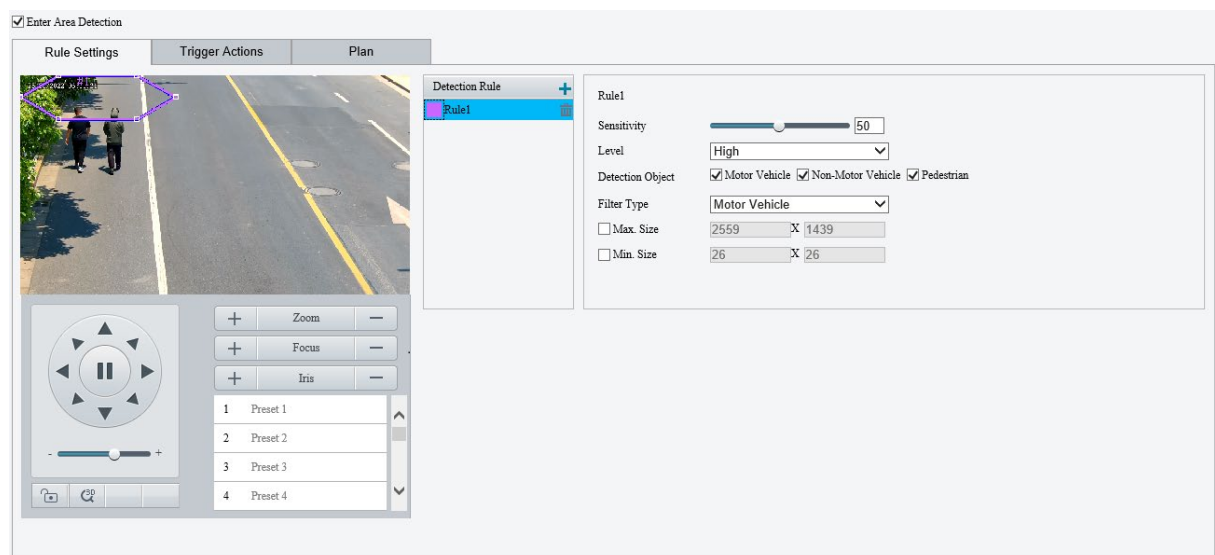 Enter Area Detection
Rule Settings Trigger Actions Plan
Detection Rule
Rule1
Rule1
Sensitivity 50
Level High
Detection Object Motor Vehicle Non-Motor Vehicle Pedestrian
Filter Type Motor Vehicle
Max. Size 2559 X 1439
Min. Size 26 X 26
+ Zoom —
+ Focus —
+ Iris —
1 Preset 1
2 Preset 2
3 Preset 3
4 Preset 4
- +
3D